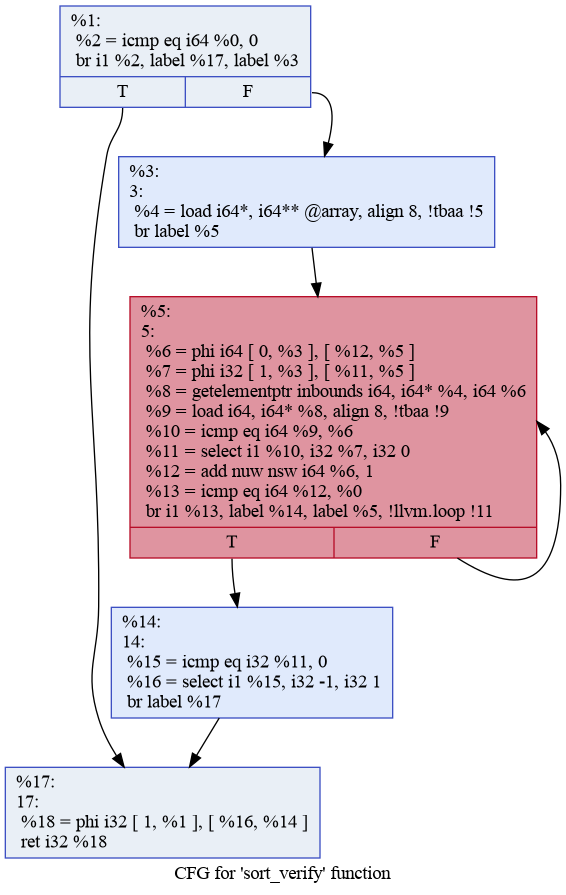 %1:
%2 = icmp eq i64 %0, 0
br i1 %2, label %17, label %3
T
F
%3:
3:
%4 = load i64*, i64** @array, align 8, !tbaa !5
br label %5
%5:
5:
%6 = phi i64 [ 0, %3 ], [ %12, %5 ]
%7 = phi i32 [ 1, %3 ], [ %11, %5 ]
%8 = getelementptr inbounds i64, i64* %4, i64 %6
%9 = load i64, i64* %8, align 8, !tbaa !9
%10 = icmp eq i64 %9, %6
%11 = select i1 %10, i32 %7, i32 0
%12 = add nuw nsw i64 %6, 1
%13 = icmp eq i64 %12, %0
br i1 %13, label %14, label %5, !llvm.loop !11
T
F
%14:
14:
%15 = icmp eq i32 %11, 0
%16 = select i1 %15, i32 -1, i32 1
br label %17
%17:
17:
%18 = phi i32 [ 1, %1 ], [ %16, %14 ]
ret i32 %18
CFG for 'sort_verify' function